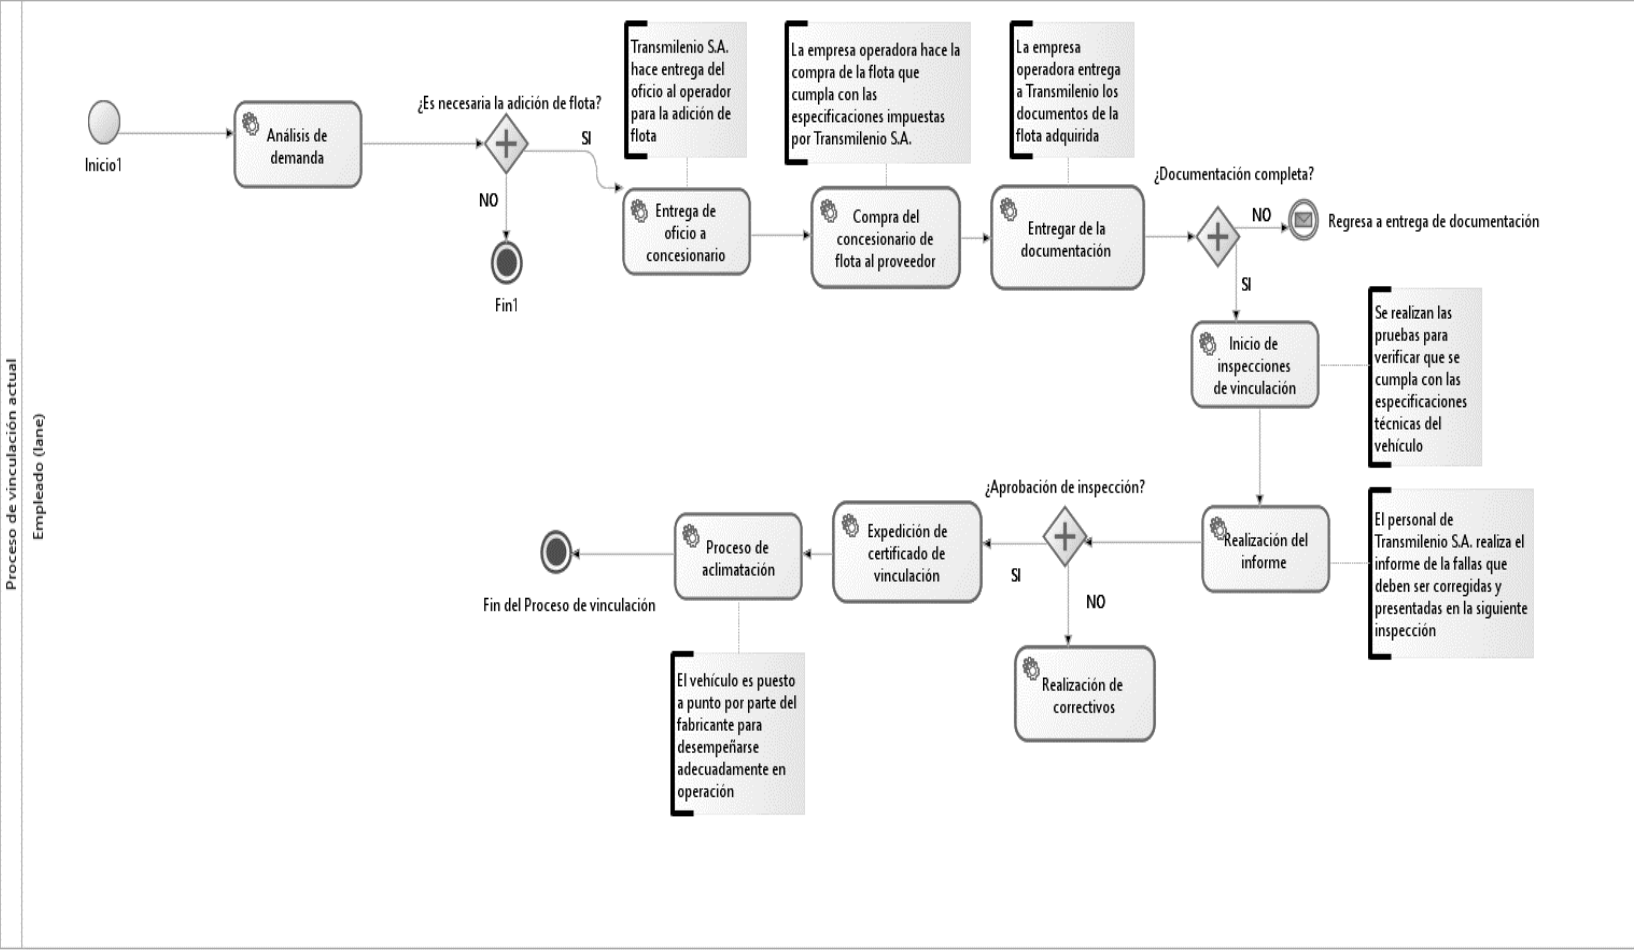 Proceso de vinculación actual
Empleado (lane)
Inicio1
Análisis de
demanda
¿Es necesaria la adición de flota?
SI
NO
Fin1
Transmilenio S.A.
hace entrega del
oficio al operador
para la adición de
flota
Entrega de
oficio a
concesionario
La empresa operadora hace la
compra de la flota que
cumpla con las
especificaciones impuestas
por Transmilenio S.A.
Compra del
concesionario de
flota al proveedor
La empresa
operadora entrega
a Transmilenio los
documentos de la
flota adquirida
Entregar de la
documentación
¿Documentación completa?
NO
Regresa a entrega de documentación
SI
Inicio de
inspecciones
de vinculación
Se realizan las
pruebas para
verificar que se
cumpla con las
especificaciones
técnicas del
vehículo
Realización del
informe
El personal de
Transmilenio S.A. realiza el
informe de la fallas que
deben ser corregidas y
presentadas en la siguiente
inspección
¿Aprobación de inspección?
SI
NO
Realización de
correctivos
Expedición de
certificado de
vinculación
Proceso de
aclimatación
Fin del Proceso de vinculación
El vehículo es puesto
a punto por parte del
fabricante para
desempeñarse
adecuadamente en
operación